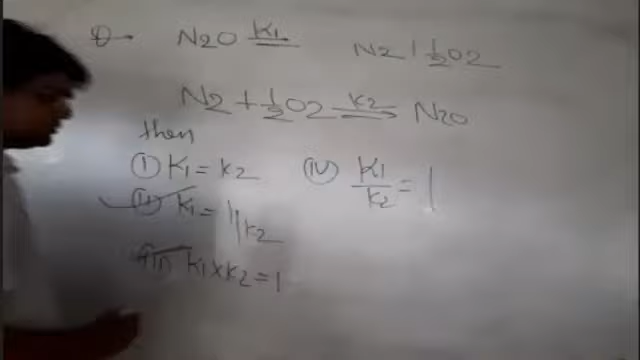 Q→ N2O K1 N2 + 1/2 O2
N2 + 1/2 O2 K2 ⇌ N2O
then
(i) K1 = K2 (iv) K1/K2 = 1
(ii) K1 = 1/K2
(iii) K1×K2 = 1